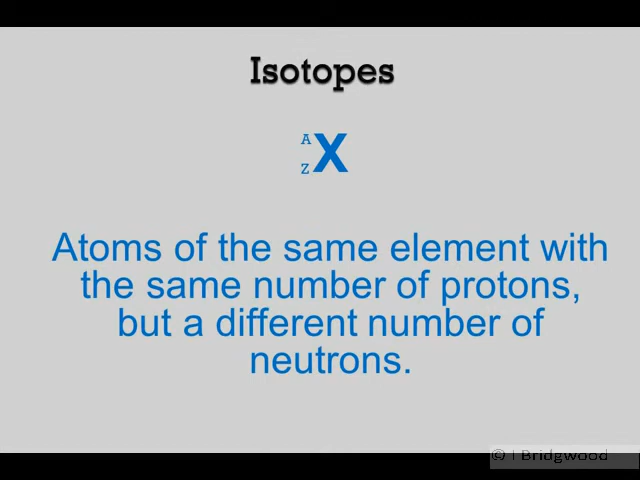 Isotopes
A
X
Z
Atoms of the same element with
the same number of protons,
but a different number of
neutrons.
© I Bridgwood